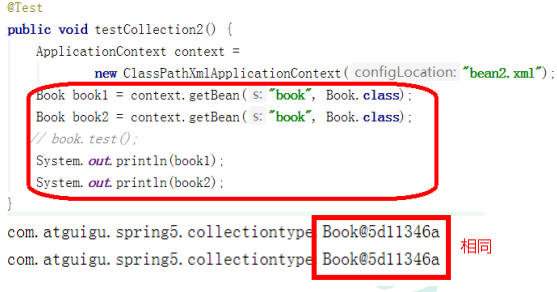 @Test
public void testCollection2() {
ApplicationContext context =
new ClassPathXmlApplicationContext( configLocation: "bean2.xml");
Book book1 = context.getBean( s: "book", Book.class);
Book book2 = context.getBean( s: "book", Book.class);
// book.test();
System.out.println(book1);
System.out.println(book2);
}
com.atguigu.spring5.collectiontype.Book@5d11346a
com.atguigu.spring5.collectiontype.Book@5d11346a
相同